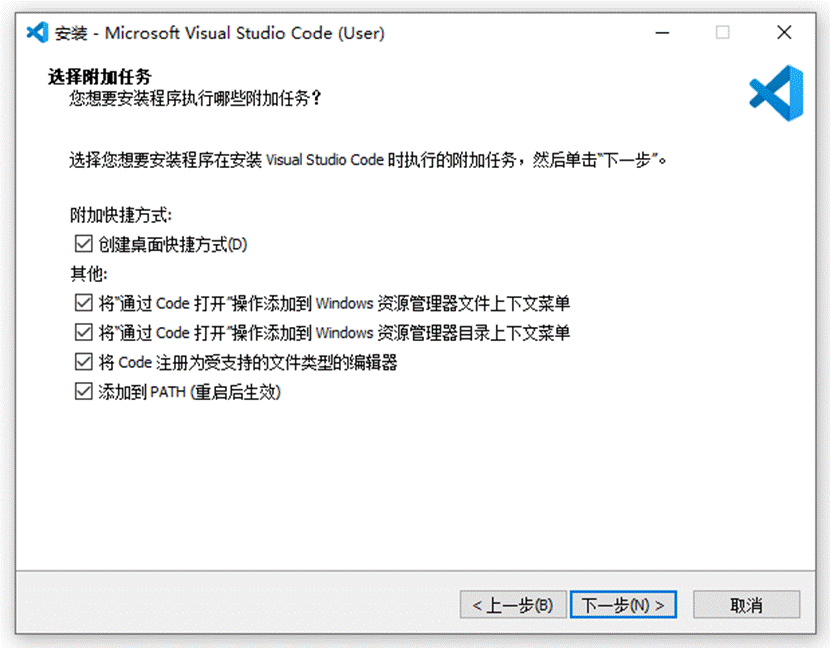 安装 - Microsoft Visual Studio Code (User)
选择附加任务
您想要安装程序执行哪些附加任务？
选择您想要安装程序在安装 Visual Studio Code 时执行的附加任务，然后单击“下一步”。
附加快捷方式:
创建桌面快捷方式(D)
其他:
将“通过 Code 打开”操作添加到 Windows 资源管理器文件上下文菜单
将“通过 Code 打开”操作添加到 Windows 资源管理器目录上下文菜单
将 Code 注册为受支持的文件类型的编辑器
添加到 PATH (重启后生效)
< 上一步(B) 下一步(N) > 取消